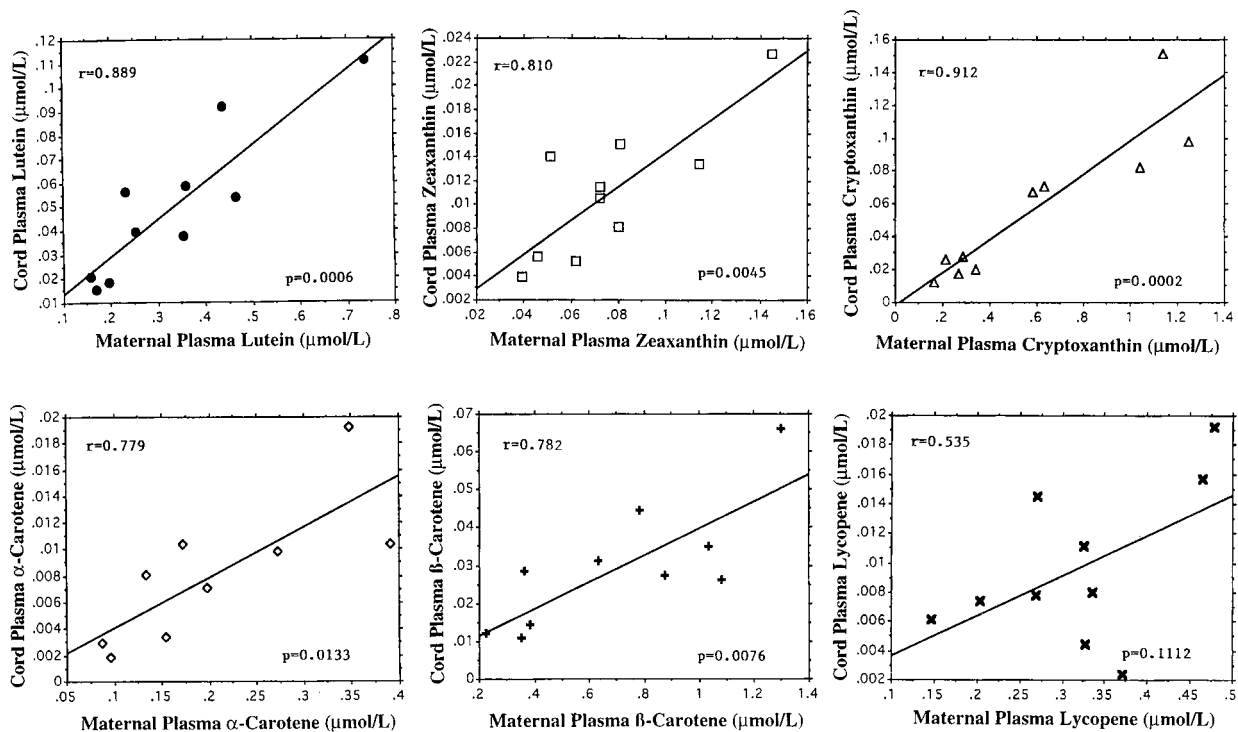 Cord Plasma Lutein (µmol/L)
.12
.11
.1
.09
.08
.07
.06
.05
.04
.03
.02
.01
r=0.889
p=0.0006
.1 .2 .3 .4 .5 .6 .7 .8
Maternal Plasma Lutein (µmol/L)
Cord Plasma Zeaxanthin (µmol/L)
.024
.022
.02
.018
.016
.014
.012
.01
.008
.006
.004
.002
r=0.810
p=0.0045
.02 .04 .06 .08 .1 .12 .14 .16
Maternal Plasma Zeaxanthin (µmol/L)
Cord Plasma Cryptoxanthin (µmol/L)
.16
.14
.12
.1
.08
.06
.04
.02
0
r=0.912
p=0.0002
0 .2 .4 .6 .8 1 1.2 1.4
Maternal Plasma Cryptoxanthin (µmol/L)
Cord Plasma α-Carotene (µmol/L)
.02
.018
.016
.014
.012
.01
.008
.006
.004
.002
0
r=0.779
p=0.0133
.05 .1 .15 .2 .25 .3 .35 .4
Maternal Plasma α-Carotene (µmol/L)
Cord Plasma ß-Carotene (µmol/L)
.07
.06
.05
.04
.03
.02
.01
0
r=0.782
p=0.0076
.2 .4 .6 .8 1 1.2 1.4
Maternal Plasma ß-Carotene (µmol/L)
Cord Plasma Lycopene (µmol/L)
.02
.018
.016
.014
.012
.01
.008
.006
.004
.002
r=0.535
p=0.1112
.1 .15 .2 .25 .3 .35 .4 .45 .5
Maternal Plasma Lycopene (µmol/L)